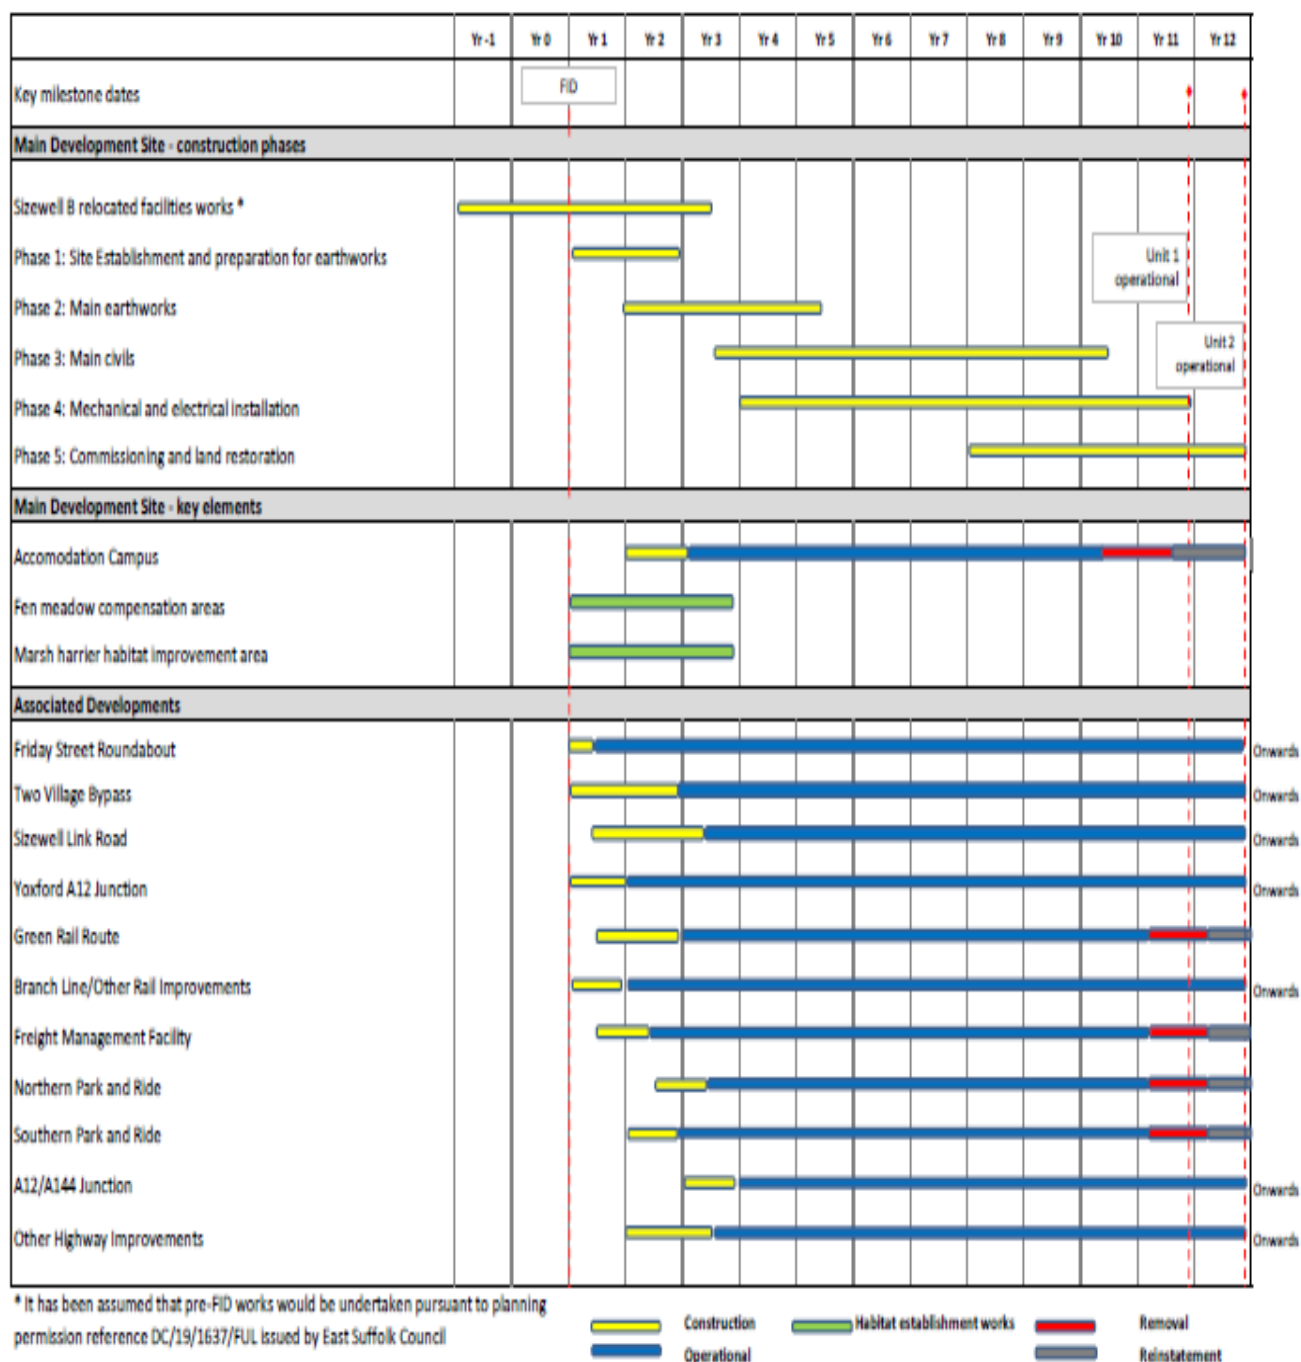 Yr -1 Yr 0 Yr 1 Yr 2 Yr 3 Yr 4 Yr 5 Yr 6 Yr 7 Yr 8 Yr 9 Yr 10 Yr 11 Yr 12
Key milestone dates
FID
Main Development Site - construction phases
Sizewell B relocated facilities works *
Phase 1: Site Establishment and preparation for earthworks
Unit 1
operational
Phase 2: Main earthworks
Phase 3: Main civils
Unit 2
operational
Phase 4: Mechanical and electrical installation
Phase 5: Commissioning and land restoration
Main Development Site - key elements
Accomodation Campus
Fen meadow compensation areas
Marsh harrier habitat improvement area
Associated Developments
Friday Street Roundabout Onwards
Two Village Bypass Onwards
Sizewell Link Road Onwards
Yoxford A12 Junction Onwards
Green Rail Route
Branch Line/Other Rail Improvements Onwards
Freight Management Facility
Northern Park and Ride
Southern Park and Ride
A12/A144 Junction Onwards
Other Highway Improvements Onwards
* It has been assumed that pre-FID works would be undertaken pursuant to planning
permission reference DC/19/1637/FUL issued by East Suffolk Council
Construction Habitat establishment works Removal
Operational Reinstatement